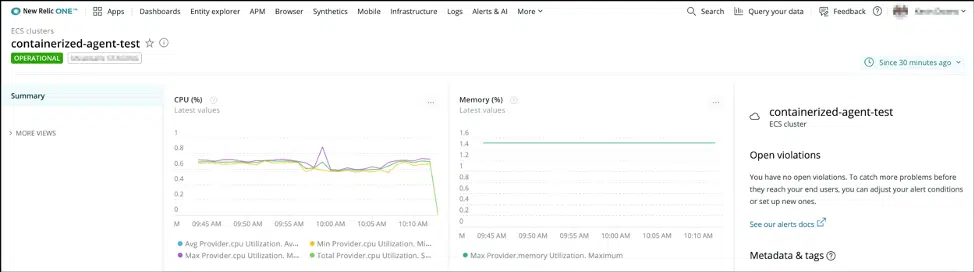 New Relic ONE™
Apps
Dashboards
Entity explorer
APM
Browser
Synthetics
Mobile
Infrastructure
Logs
Alerts & AI
More
Search
Query your data
Feedback
ECS clusters
containerized-agent-test
OPERATIONAL
Since 30 minutes ago
Summary
MORE VIEWS
CPU (%)
Latest values
1
0.8
0.6
0.4
0.2
0
M 09:45 AM 09:50 AM 09:55 AM 10:00 AM 10:05 AM 10:10 AM
Avg Provider.cpu Utilization. Av...
Min Provider.cpu Utilization. Mi...
Max Provider.cpu Utilization. M...
Total Provider.cpu Utilization. S...
Memory (%)
Latest values
1.6
1.4
1.2
1
0.8
0.6
0.4
0.2
0
M 09:45 AM 09:50 AM 09:55 AM 10:00 AM 10:05 AM 10:10 AM
Max Provider.memory Utilization. Maximum
containerized-agent-test
ECS cluster
Open violations
You have no open violations. To catch more problems before
they reach your end users, you can adjust your alert conditions
or set up new ones.
See our alerts docs
Metadata & tags